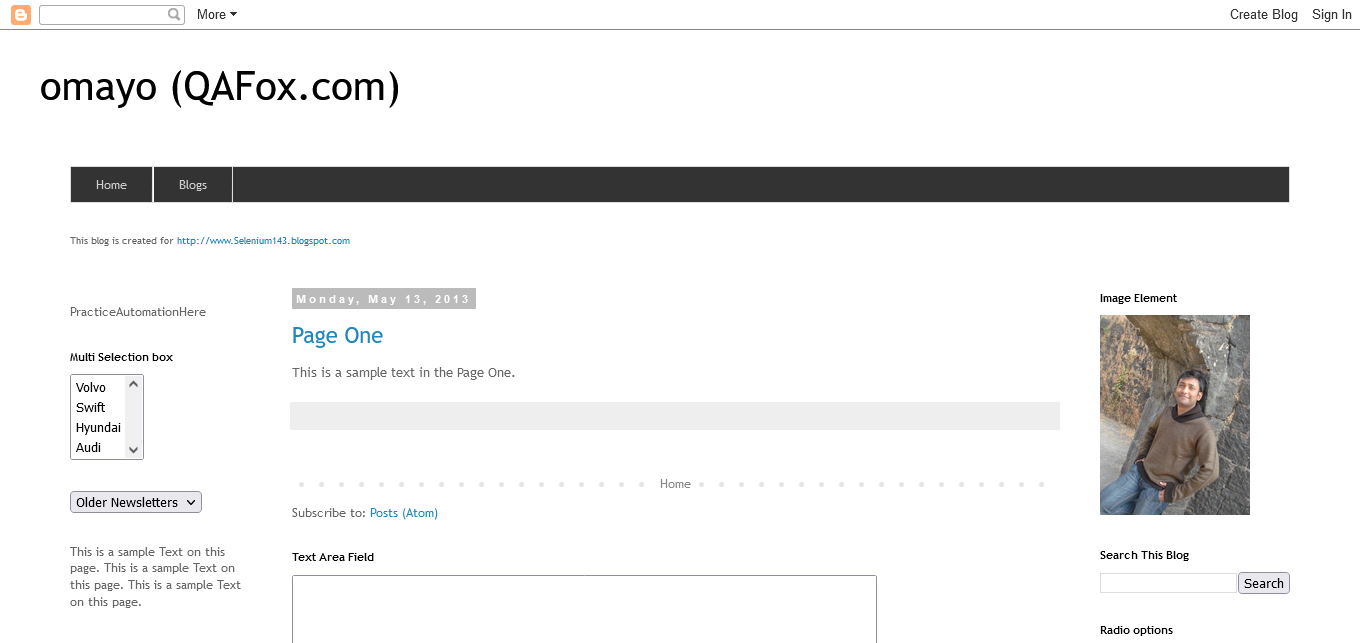 More
Create Blog
Sign In
omayo (QAFox.com)
Home
Blogs
This blog is created for http://www.Selenium143.blogspot.com
PracticeAutomationHere
Multi Selection box
Volvo
Swift
Hyundai
Audi
Older Newsletters
This is a sample Text on this
page. This is a sample Text on
this page. This is a sample Text
on this page.
Monday, May 13, 2013
Page One
This is a sample text in the Page One.
Home
Subscribe to: Posts (Atom)
Text Area Field
Image Element
Search This Blog
Search
Radio options